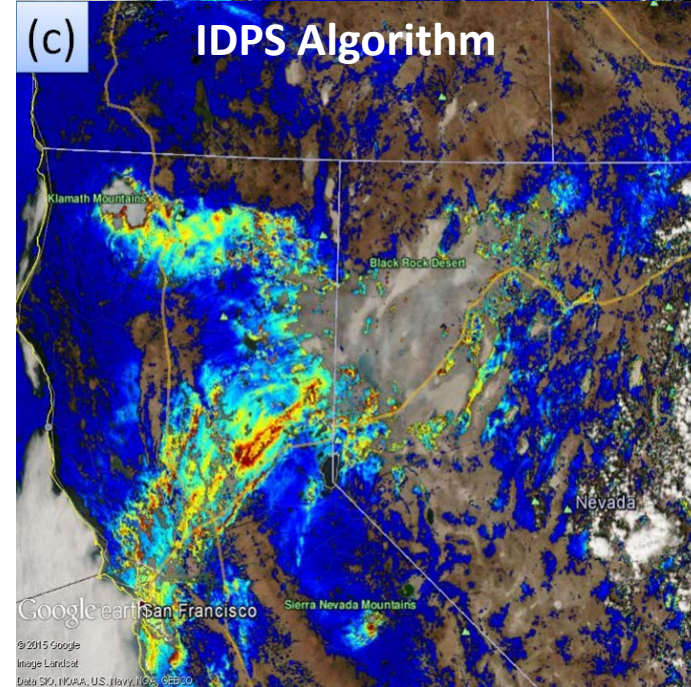 (c)
IDPS Algorithm
Klamath Mountains
Black Rock Desert
Nevada
Google earth
San Francisco
Sierra Nevada Mountains
© 2015 Google
Image Landsat
Data SIO, NOAA, U.S. Navy, NGA, GEBCO